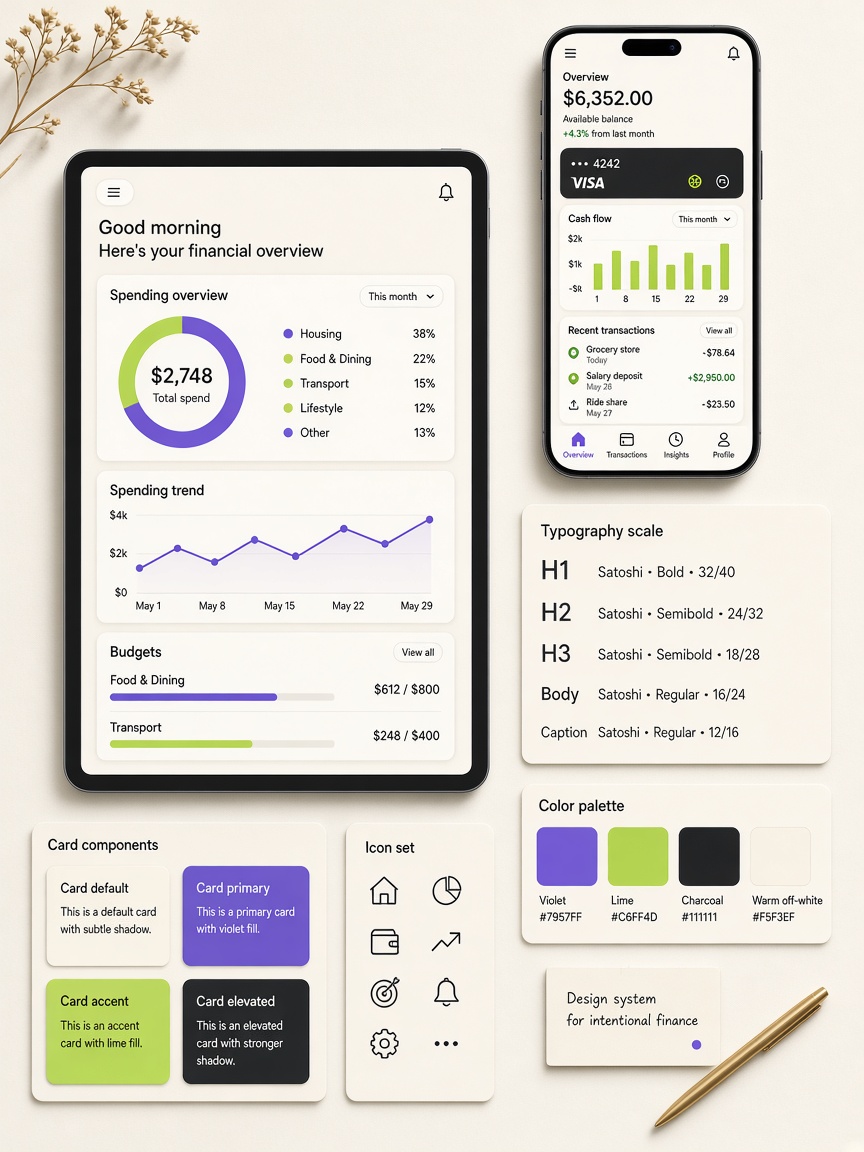 Good morning
Here's your financial overview
Spending overview
This month
$2,748
Total spend
Housing 38%
Food & Dining 22%
Transport 15%
Lifestyle 12%
Other 13%
Spending trend
$4k
$2k
$0
May 1 May 8 May 15 May 22 May 29
Budgets
View all
Food & Dining
$612 / $800
Transport
$248 / $400
Overview
$6,352.00
Available balance
+4.3% from last month
••• 4242
VISA
Cash flow
This month
$2k
$1k
1 8 15 22 29
Recent transactions
View all
Grocery store
Today
-$78.64
Salary deposit
May 26
+$2,950.00
Ride share
May 27
-$23.50
Overview Transactions Insights Profile
Typography scale
H1 Satoshi • Bold • 32/40
H2 Satoshi • Semibold • 24/32
H3 Satoshi • Semibold • 18/28
Body Satoshi • Regular • 16/24
Caption Satoshi • Regular • 12/16
Color palette
Violet
#7957FF
Lime
#C6FF4D
Charcoal
#111111
Warm off-white
#F5F3EF
Card components
Card default
This is a default card
with subtle shadow.
Card primary
This is a primary card
with violet fill.
Card accent
This is an accent
card with lime fill.
Card elevated
This is an elevated
card with stronger
shadow.
Icon set
Design system
for intentional finance